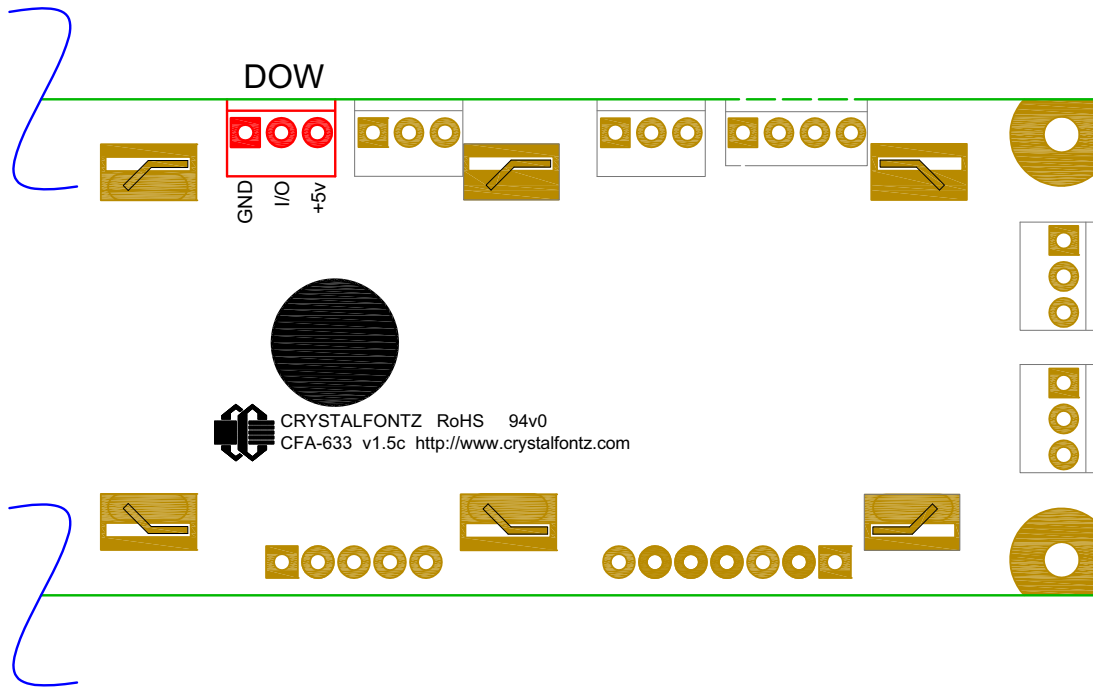 DOW
GND
I/O
+5v
CRYSTALFONTZ RoHS 94v0
CFA-633 v1.5c http://www.crystalfontz.com